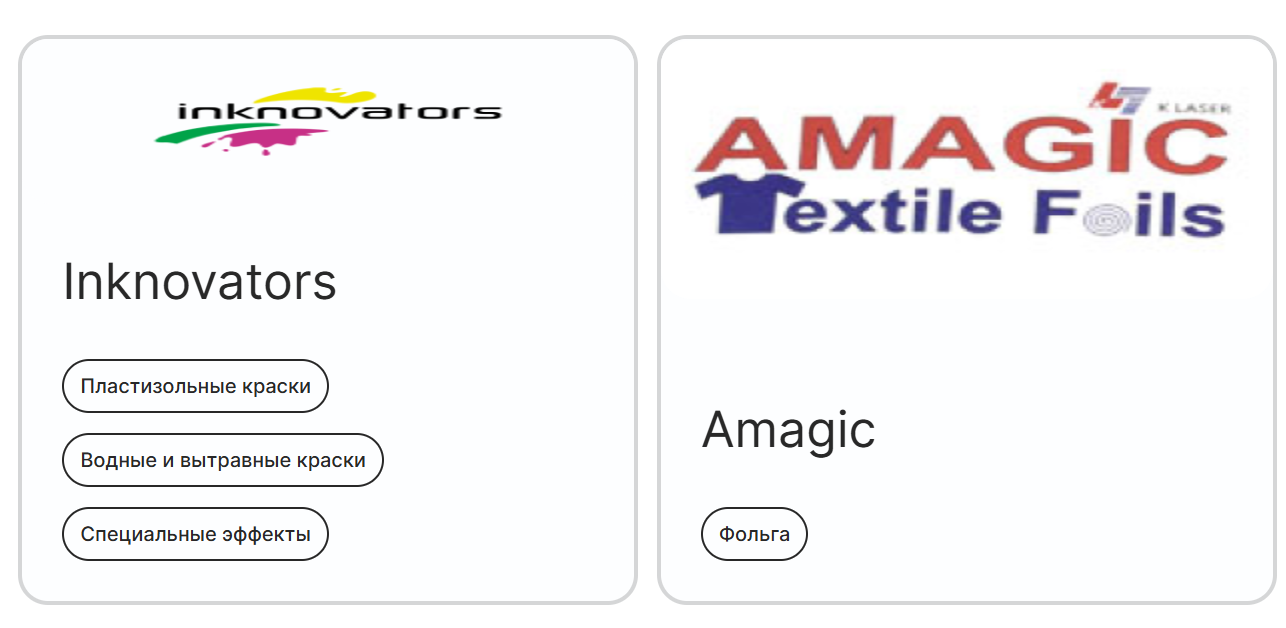 inknovators
Inknovators
Пластизольные краски
Водные и вытравные краски
Специальные эффекты
K LASER
AMAGIC
Textile Foils
Amagic
Фольга